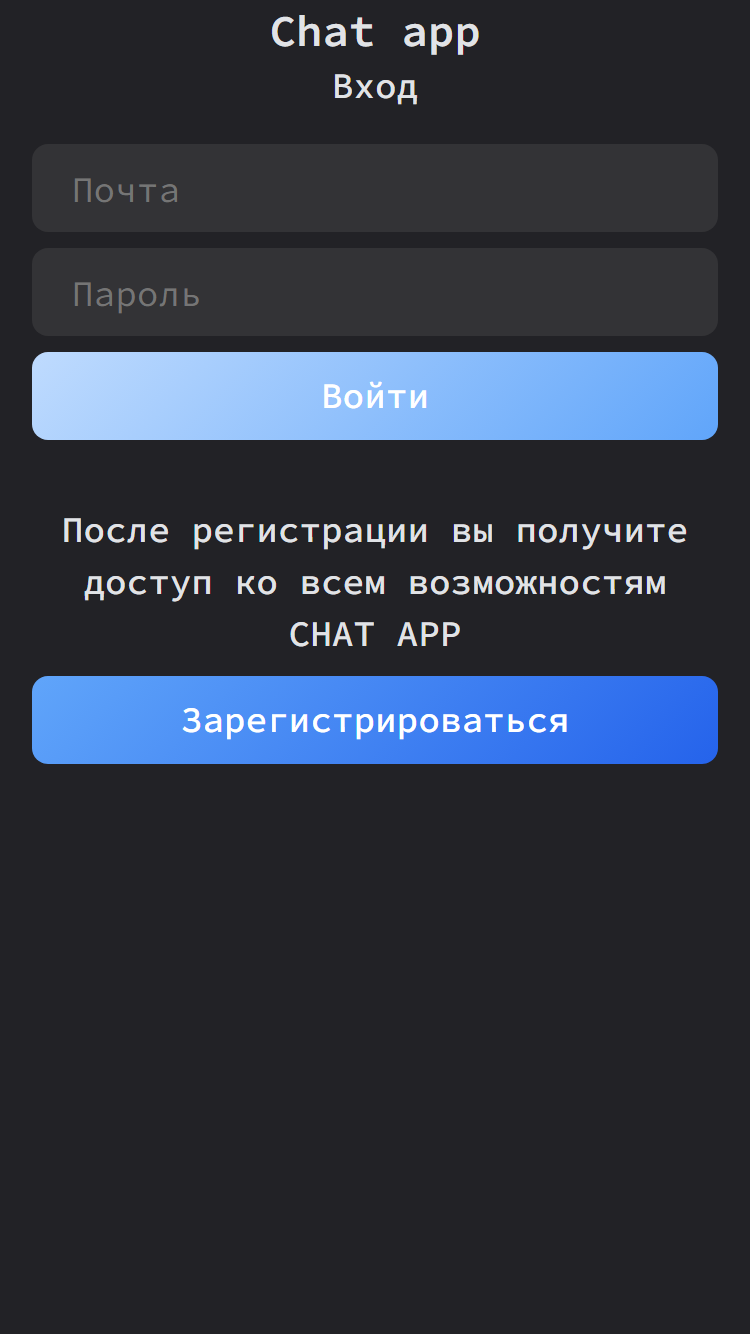 Chat app
Вход
Почта
Пароль
Войти
После регистрации вы получите
доступ ко всем возможностям
CHAT APP
Зарегистрироваться